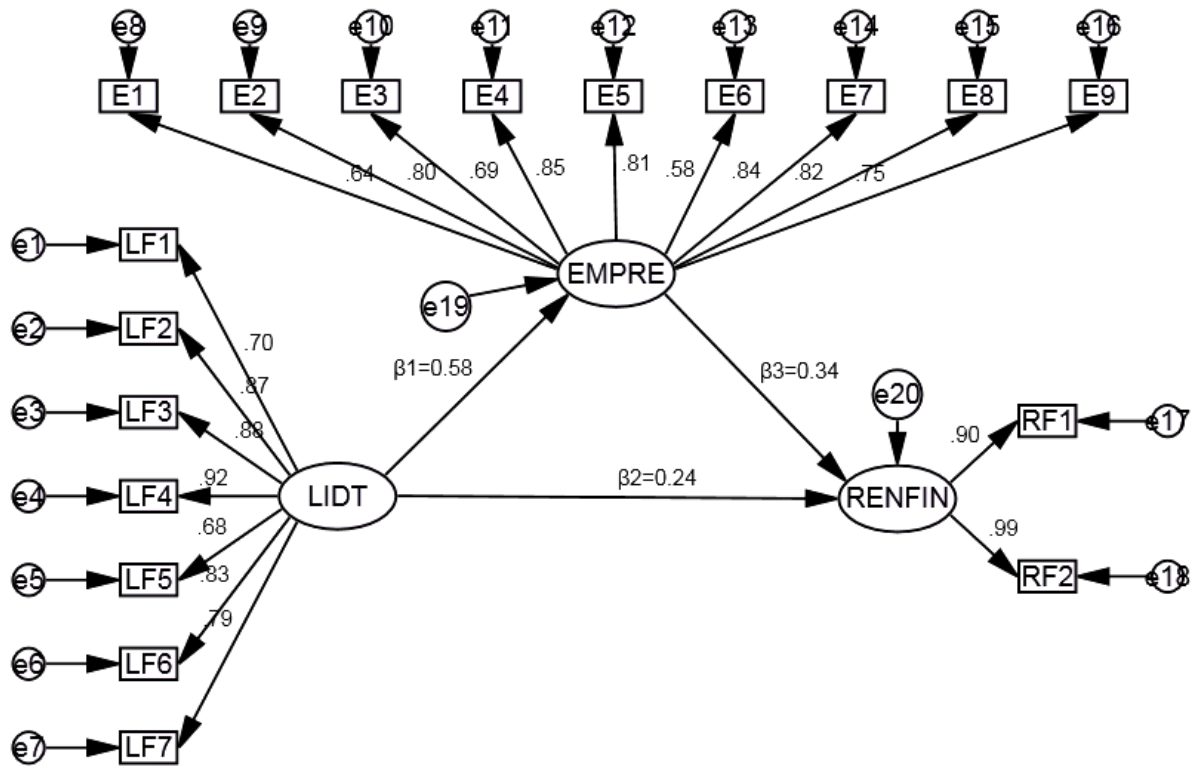 e8 e9 e10 e11 e12 e13 e14 e15 e16
E1 E2 E3 E4 E5 E6 E7 E8 E9
.64 .80 .69 .85 .81 .58 .84 .82 .75
e1 LF1
EMPRE
e19
e2 LF2
.70
β1=0.58
β3=0.34
.87
e20
e3 LF3
.88
.90
RF1 e17
.92
β2=0.24
e4 LF4
LIDT
RENFIN
.68
.99
e5 LF5
.83
RF2 e18
.79
e6 LF6
e7 LF7